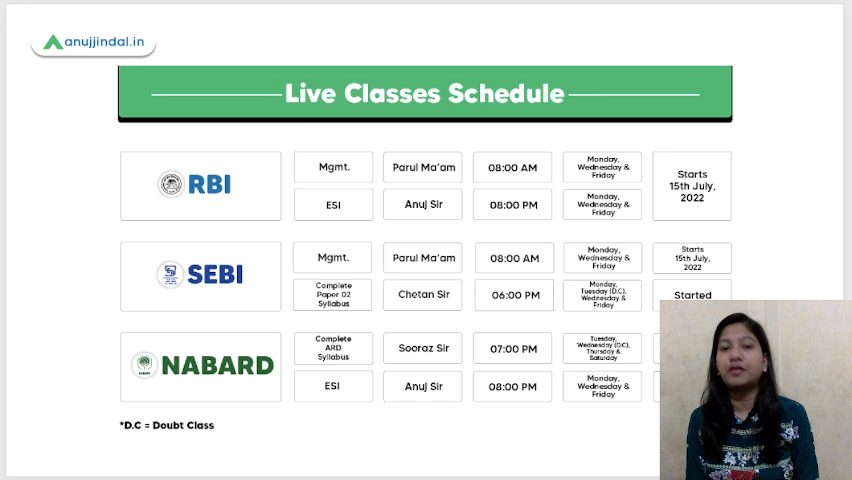 anujjindal.in
Live Classes Schedule
RBI
Mgmt.
Parul Ma'am
08:00 AM
Monday,
Wednesday &
Friday
Starts
15th July,
2022
ESI
Anuj Sir
08:00 PM
Monday,
Wednesday &
Friday
SEBI
Mgmt.
Parul Ma'am
08:00 AM
Monday,
Wednesday &
Friday
Starts
15th July,
2022
Complete
Paper 02
Syllabus
Chetan Sir
06:00 PM
Monday,
Tuesday (D.C),
Wednesday &
Friday
Started
NABARD
Complete
ARD
Syllabus
Sooraz Sir
07:00 PM
Tuesday,
Wednesday (D.C),
Thursday &
Saturday
ESI
Anuj Sir
08:00 PM
Monday,
Wednesday &
Friday
*D.C = Doubt Class